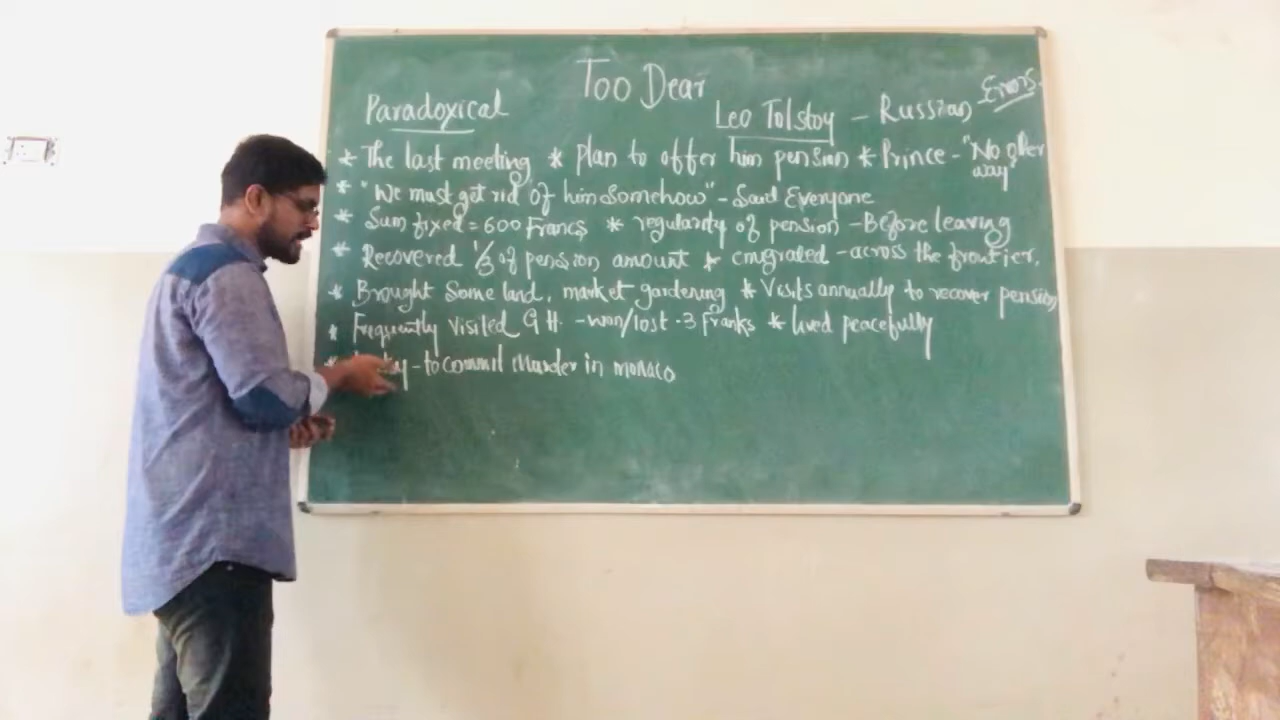 Too Dear
Paradoxical
Leo Tolstoy - Russian
Errors.
* The last meeting * plan to offer him pension * Prince - "No other way"
* "We must get rid of him somehow" - Said Everyone
* Sum fixed = 600 Francs * regularity of pension - Before leaving
* Recovered 1/3 of pension amount * emgrated - across the frontier.
* Brought Some land, market gardening * Visits annually to recover pension
* Frequently visited G H. - won/lost . 3 Franks * lived peacefully
* - to commit Murder in monaco